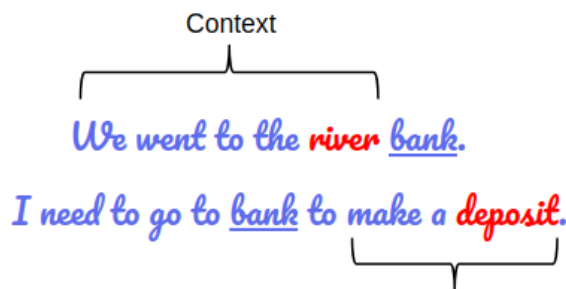 Context
We went to the river bank.
I need to go to bank to make a deposit.